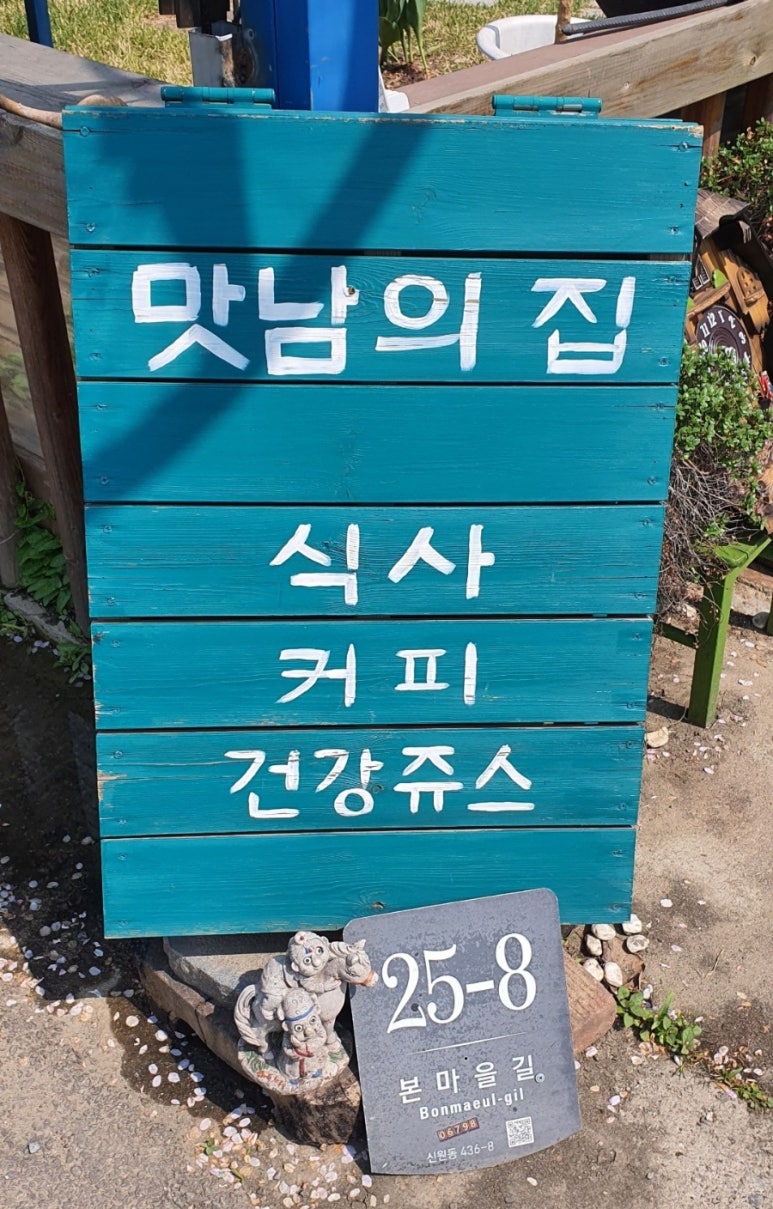 맛남의 집
식사
커피
건강쥬스
25-8
본마을길
Bonmaeul-gil
06798
신원동 436-8